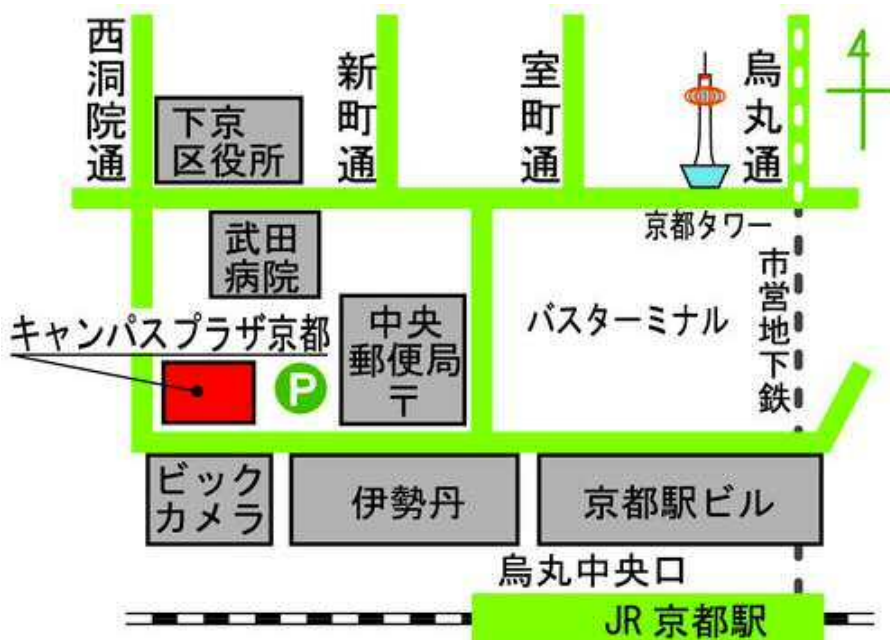 西洞院通
新町通
室町通
烏丸通
4
下京
区役所
京都タワー
武田
病院
市営地下鉄
中央
郵便局
〒
バスターミナル
キャンパスプラザ京都
P
ビック
カメラ
伊勢丹
京都駅ビル
烏丸中央口
JR 京都駅